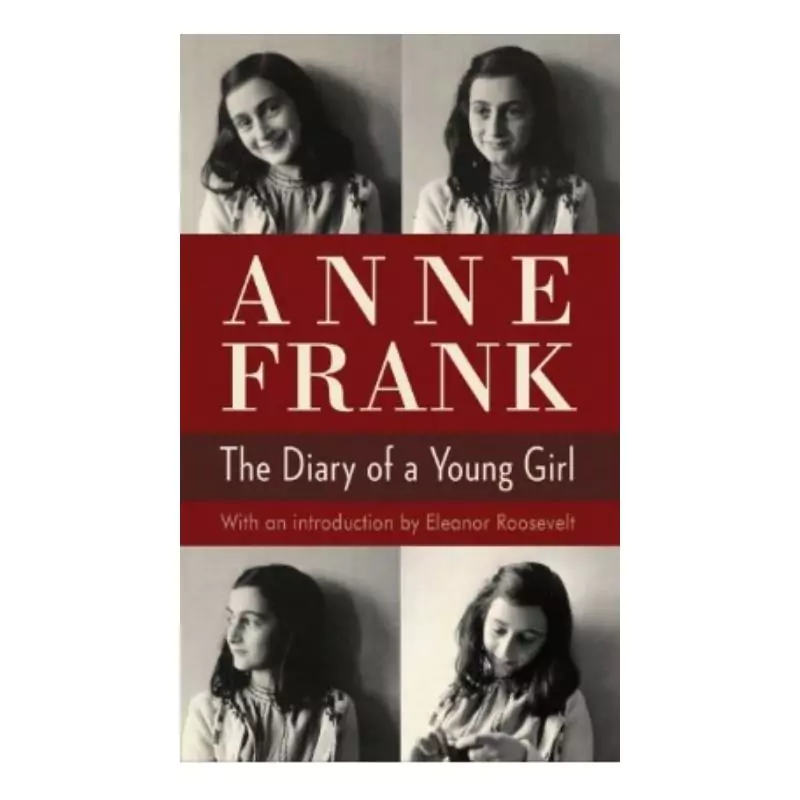 ANNE
FRANK
The Diary of a Young Girl
With an introduction by Eleanor Roosevelt